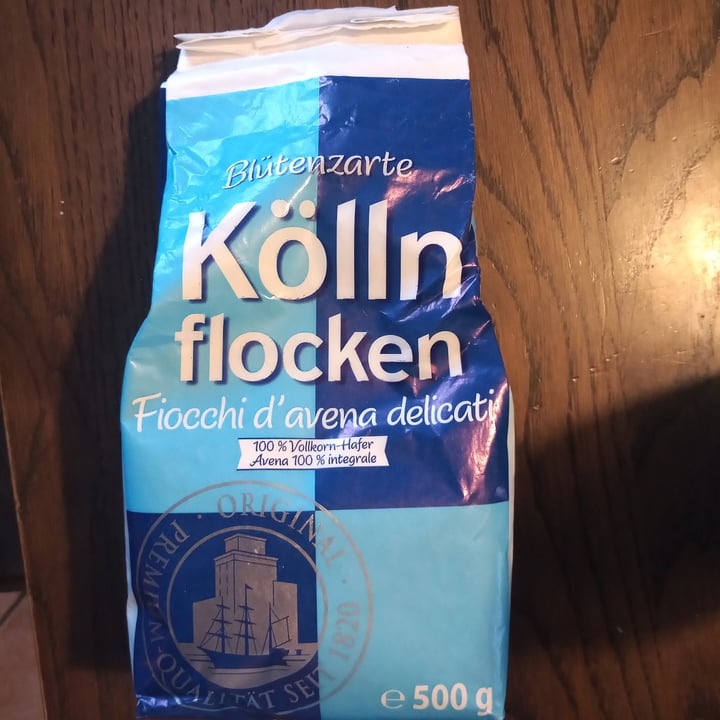 Blütenzarte
Kölln
flocken
Fiocchi d'avena delicati
100 % Vollkorn-Hafer
Avena 100 % integrale
· ORIGINAL ·
PREMIUM-QUALITÄT SEIT 1820
e 500 g